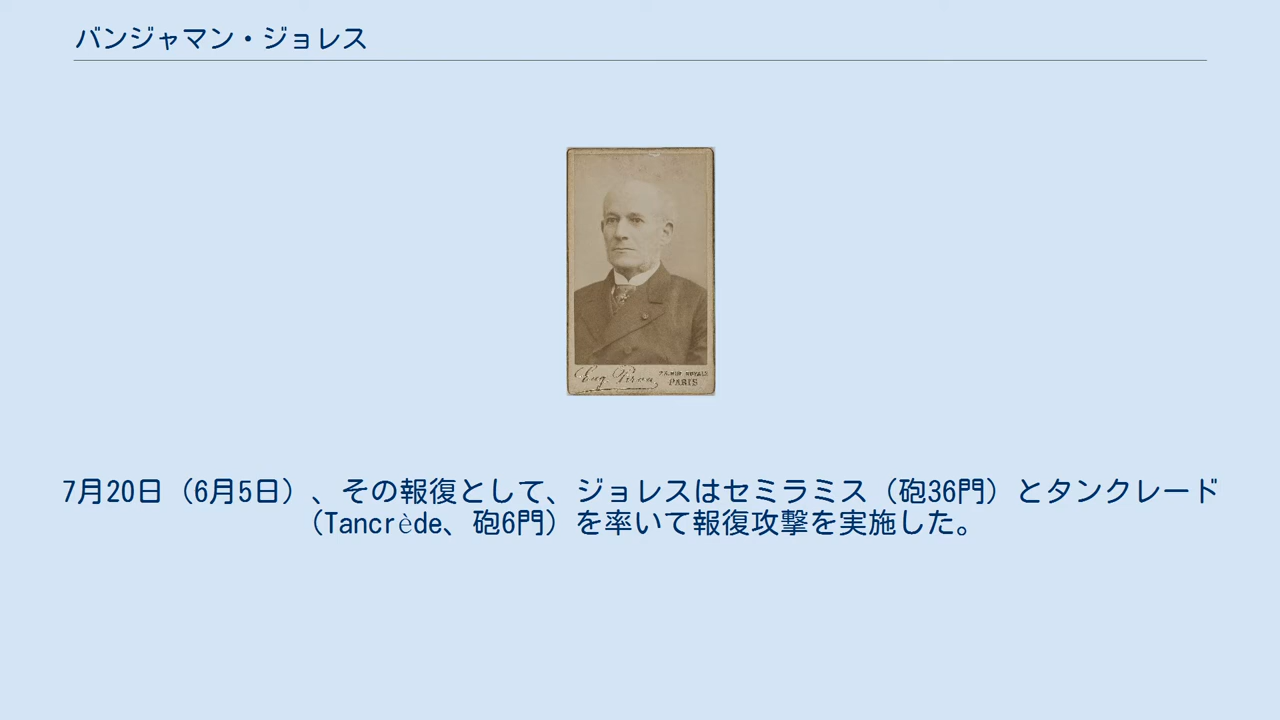 バンジャマン・ジョレス
Eug Pirou
PARIS
7月20日（6月5日）、その報復として、ジョレスはセミラミス（砲36門）とタンクレード
（Tancrède、砲6門）を率いて報復攻撃を実施した。